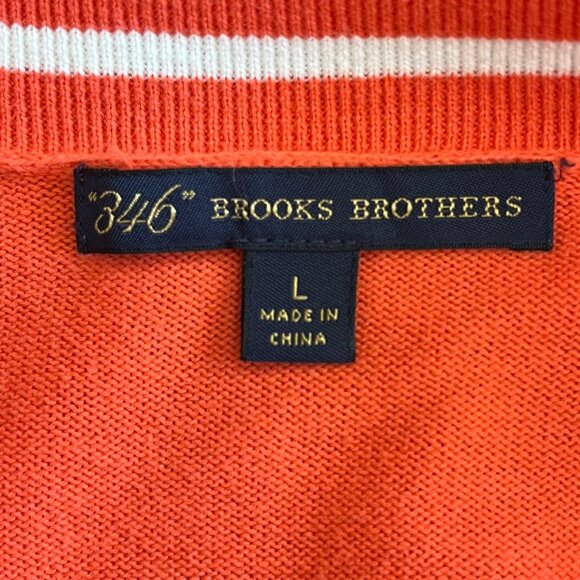 "346" BROOKS BROTHERS
L
MADE IN
CHINA